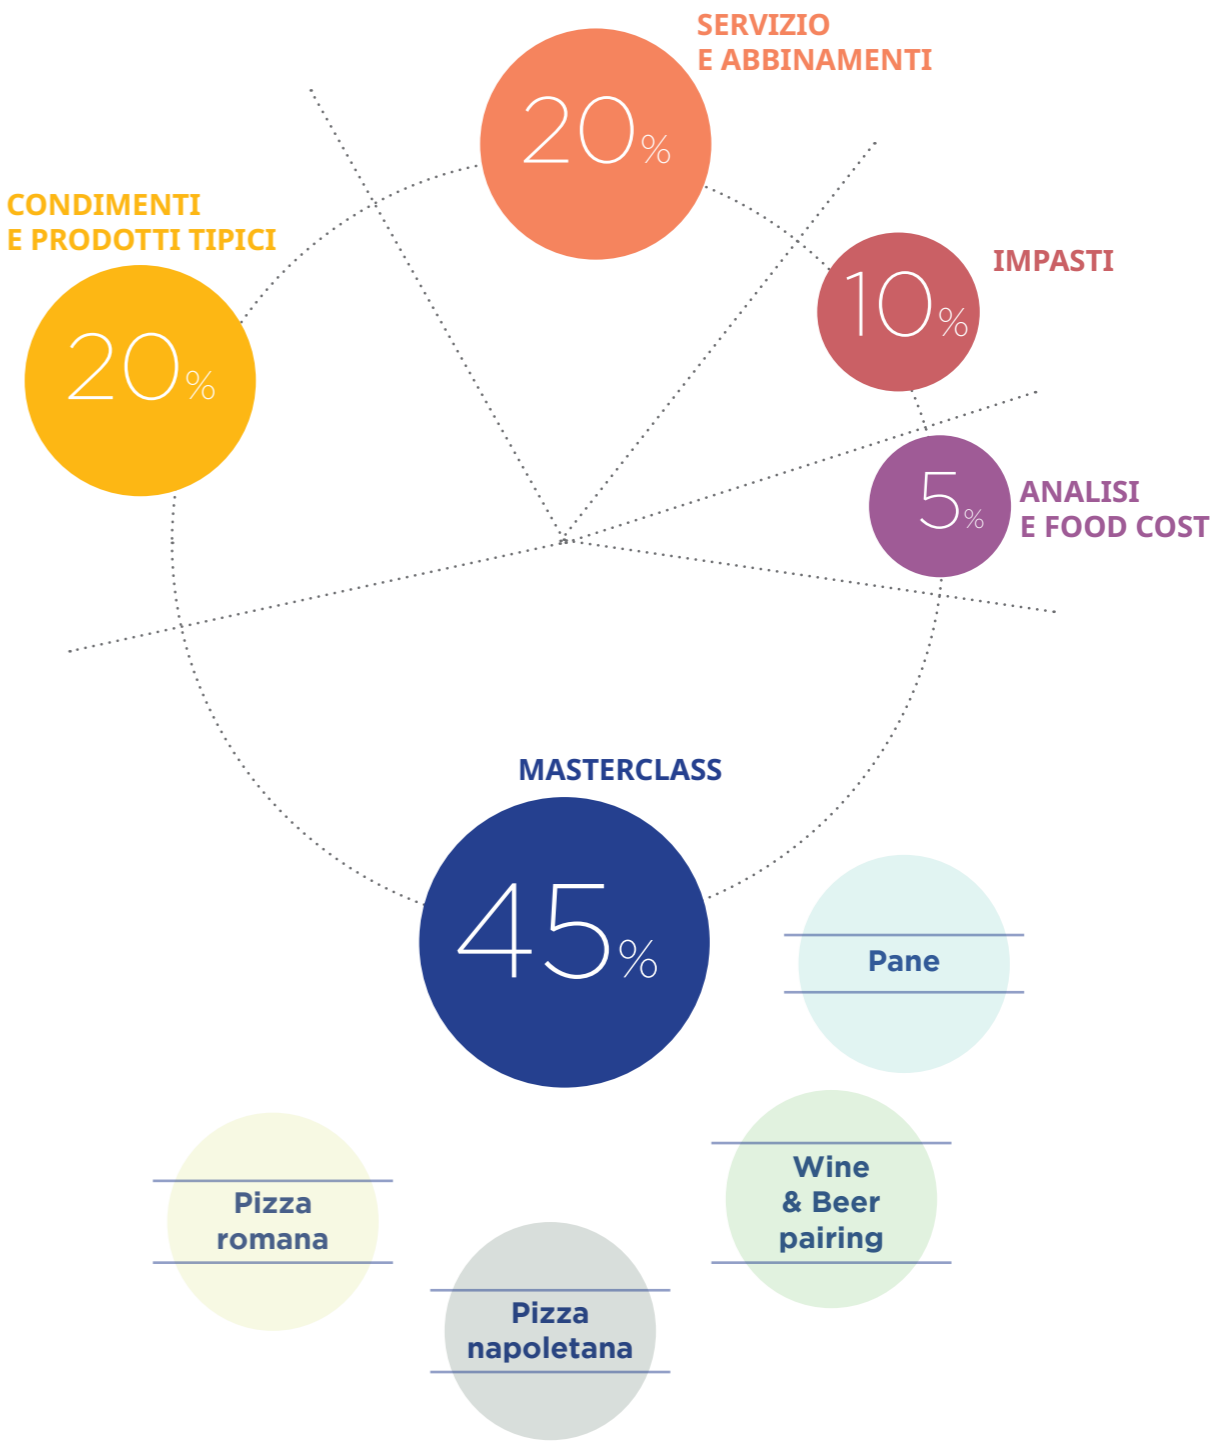 SERVIZIO
E ABBINAMENTI
20%
CONDIMENTI
E PRODOTTI TIPICI
20%
IMPASTI
10%
ANALISI
E FOOD COST
5%
MASTERCLASS
45%
Pane
Wine
& Beer
pairing
Pizza
romana
Pizza
napoletana